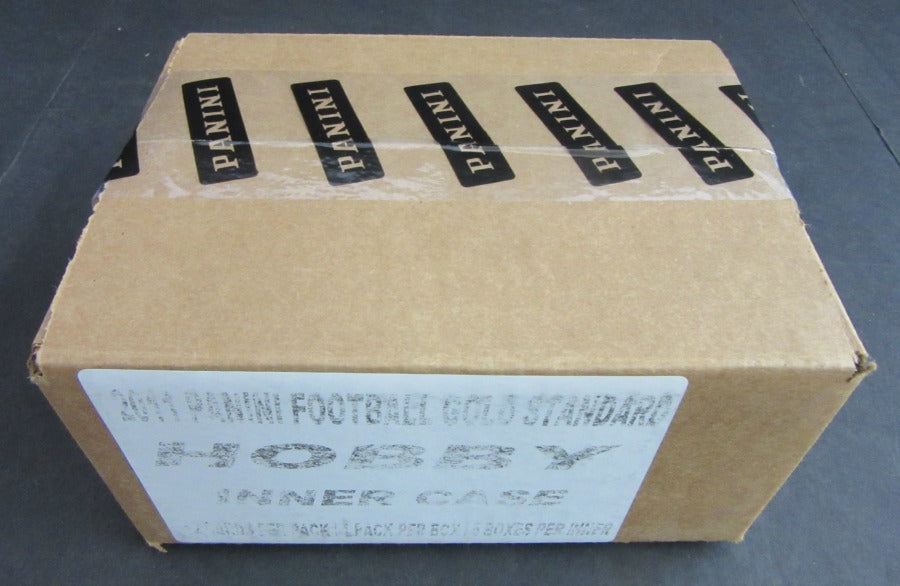 PANINI PANINI PANINI PANINI PANINI
2011 PANINI FOOTBALL GOLD STANDARD
HOBBY
INNER CASE
PER PACK / 1 PACK PER BOX / BOXES PER INNER